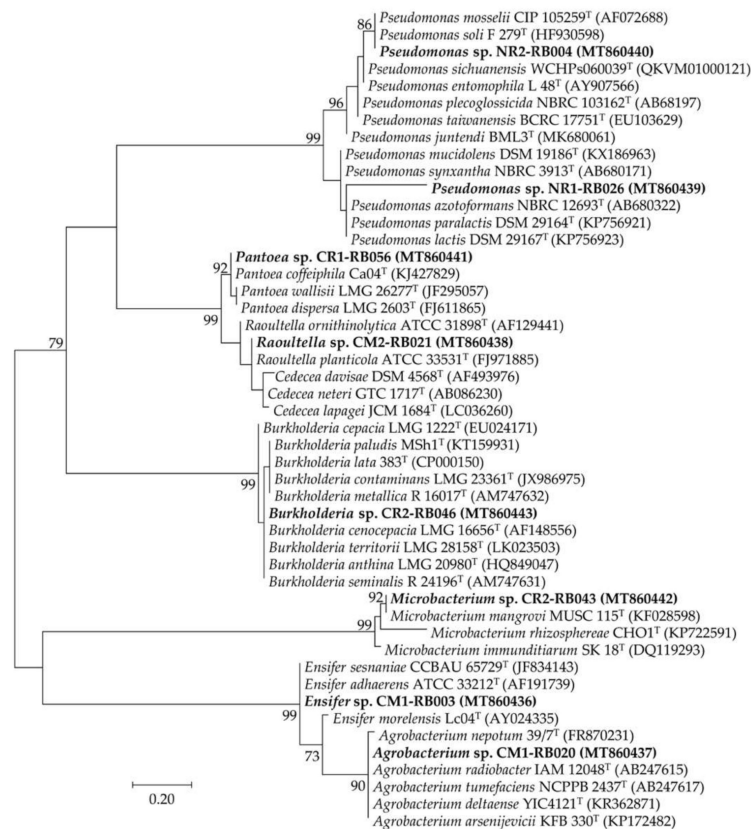 86
Pseudomonas mosselii CIP 105259ᵀ (AF072688)
Pseudomonas soli F 279ᵀ (HF930598)
Pseudomonas sp. NR2-RB004 (MT860440)
Pseudomonas sichuanensis WCHPs060039ᵀ (QKVM01000121)
Pseudomonas entomophila L 48ᵀ (AY907566)
96
Pseudomonas plecoglossicida NBRC 103162ᵀ (AB68197)
Pseudomonas taiwanensis BCRC 17751ᵀ (EU103629)
99
Pseudomonas juntendi BML3ᵀ (MK680061)
Pseudomonas mucidolens DSM 19186ᵀ (KX186963)
Pseudomonas synxantha NBRC 3913ᵀ (AB680171)
Pseudomonas sp. NR1-RB026 (MT860439)
Pseudomonas azotoformans NBRC 12693ᵀ (AB680322)
Pseudomonas paralactis DSM 29164ᵀ (KP756921)
Pseudomonas lactis DSM 29167ᵀ (KP756923)
Pantoea sp. CR1-RB056 (MT860441)
92
Pantoea coffeiphila Ca04ᵀ (KJ427829)
Pantoea wallisii LMG 26277ᵀ (JF295057)
Pantoea dispersa LMG 2603ᵀ (FJ611865)
99
Raoultella ornithinolytica ATCC 31898ᵀ (AF129441)
Raoultella sp. CM2-RB021 (MT860438)
79
Raoultella planticola ATCC 33531ᵀ (FJ971885)
Cedecea davisae DSM 4568ᵀ (AF493976)
Cedecea neteri GTC 1717ᵀ (AB086230)
Cedecea lapagei JCM 1684ᵀ (LC036260)
Burkholderia cepacia LMG 1222ᵀ (EU024171)
Burkholderia paludis MSh1ᵀ (KT159931)
Burkholderia lata 383ᵀ (CP000150)
99
Burkholderia contaminans LMG 23361ᵀ (JX986975)
Burkholderia metallica R 16017ᵀ (AM747632)
Burkholderia sp. CR2-RB046 (MT860443)
Burkholderia cenocepacia LMG 16656ᵀ (AF148556)
Burkholderia territorii LMG 28158ᵀ (LK023503)
Burkholderia anthina LMG 20980ᵀ (HQ849047)
Burkholderia seminalis R 24196ᵀ (AM747631)
92
Microbacterium sp. CR2-RB043 (MT860442)
Microbacterium mangrovi MUSC 115ᵀ (KF028598)
99
Microbacterium rhizosphereae CHO1ᵀ (KP722591)
Microbacterium immunditiarum SK 18ᵀ (DQ119293)
Ensifer sesnaniae CCBAU 65729ᵀ (JF834143)
Ensifer adhaerens ATCC 33212ᵀ (AF191739)
Ensifer sp. CM1-RB003 (MT860436)
99
Ensifer morelensis Lc04ᵀ (AY024335)
Agrobacterium nepotum 39/7ᵀ (FR870231)
73
Agrobacterium sp. CM1-RB020 (MT860437)
Agrobacterium radiobacter IAM 12048ᵀ (AB247615)
90
Agrobacterium tumefaciens NCPPB 2437ᵀ (AB247617)
Agrobacterium deltaense YIC4121ᵀ (KR362871)
Agrobacterium arsenijevicii KFB 330ᵀ (KP172482)
0.20